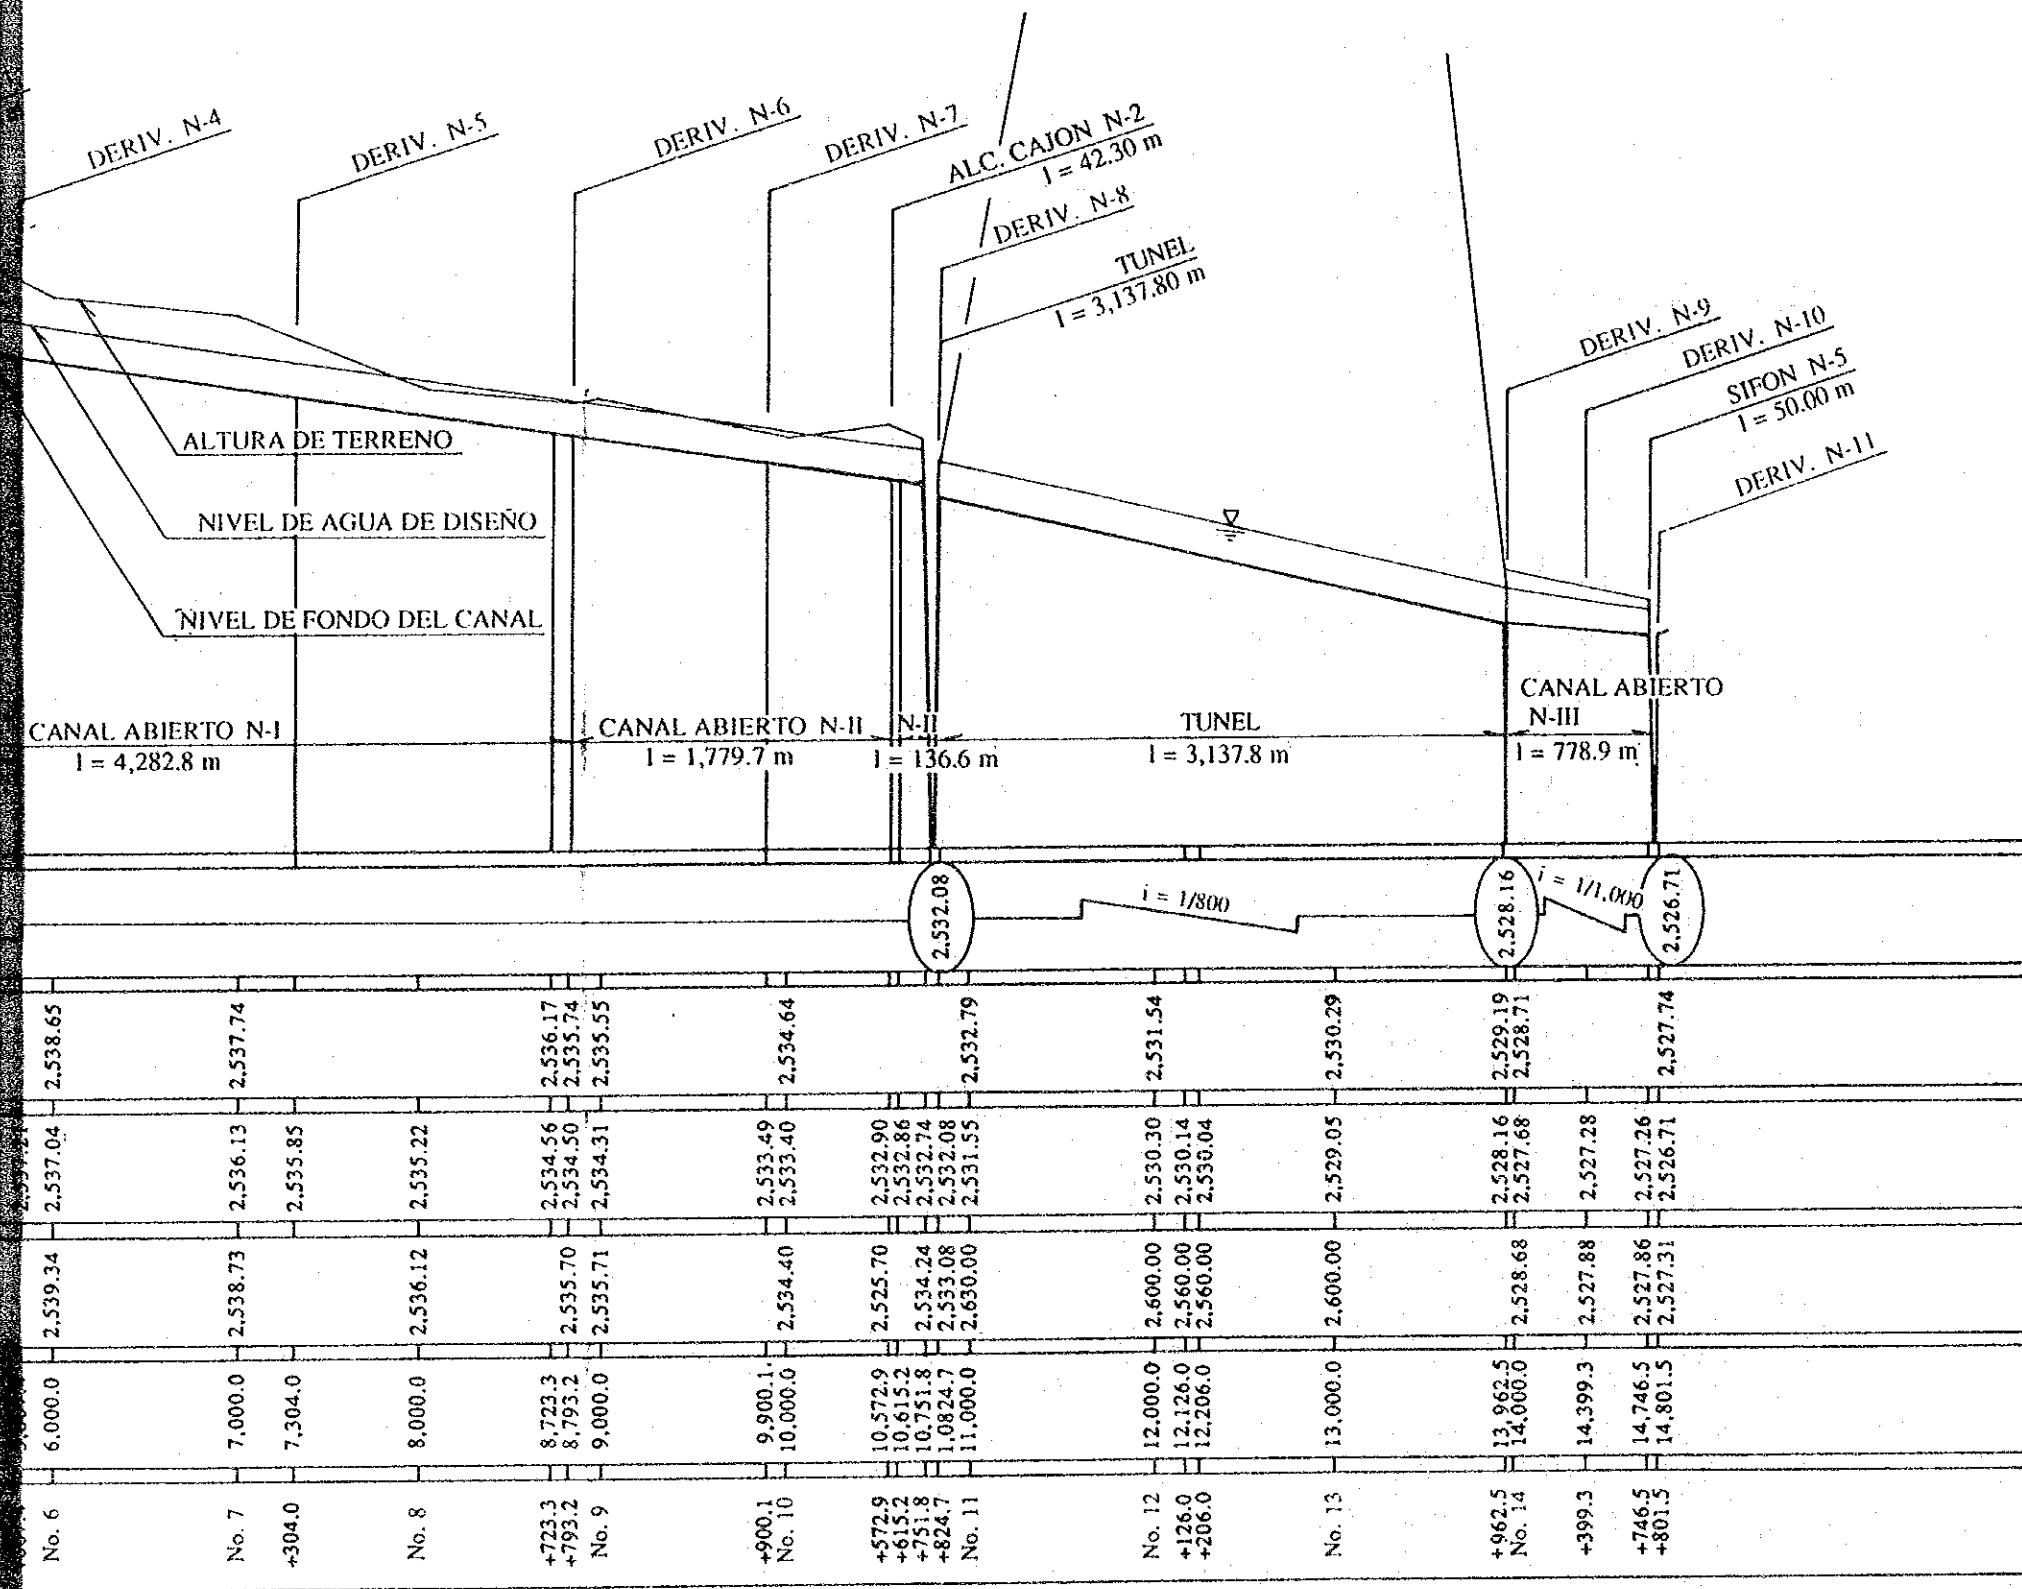 DERIV. N-4
DERIV. N-5
DERIV. N-6
DERIV. N-7
ALC. CAJON N-2
l = 42.30 m
DERIV. N-8
TUNEL
l = 3,137.80 m
DERIV. N-9
DERIV. N-10
SIFON N-5
l = 50.00 m
DERIV. N-11
ALTURA DE TERRENO
NIVEL DE AGUA DE DISEÑO
NIVEL DE FONDO DEL CANAL
CANAL ABIERTO N-I
l = 4,282.8 m
CANAL ABIERTO N-II
l = 1,779.7 m
N-II
l = 136.6 m
TUNEL
l = 3,137.8 m
CANAL ABIERTO
N-III
l = 778.9 m
2.532.08
i = 1/800
2.528.16
i = 1/1.000
2.526.71
2.538.65
2.537.74
2.536.17
2.535.74
2.535.55
2.534.64
2.532.79
2.531.54
2.530.29
2.529.19
2.528.71
2.527.74
2.537.04
2.536.13
2.535.85
2.535.22
2.534.56
2.534.50
2.534.31
2.533.49
2.533.40
2.532.90
2.532.86
2.532.74
2.532.08
2.531.55
2.530.30
2.530.14
2.530.04
2.529.05
2.528.16
2.527.68
2.527.28
2.527.26
2.526.71
2.539.34
2.538.73
2.536.12
2.535.70
2.535.71
2.534.40
2.525.70
2.534.24
2.533.08
2.630.00
2.600.00
2.560.00
2.560.00
2.600.00
2.528.68
2.527.88
2.527.86
2.527.31
6.000.0
7.000.0
7.304.0
8.000.0
8.723.3
8.793.2
9.000.0
9.900.1
10.000.0
10.572.9
10.615.2
10.751.8
1.0824.7
11.000.0
12.000.0
12.126.0
12.206.0
13.000.0
13.962.5
14.000.0
14.399.3
14.746.5
14.801.5
No. 6
No. 7
+304.0
No. 8
+723.3
+793.2
No. 9
+900.1
No. 10
+572.9
+615.2
+751.8
+824.7
No. 11
No. 12
+126.0
+206.0
No. 13
+962.5
No. 14
+399.3
+746.5
+801.5